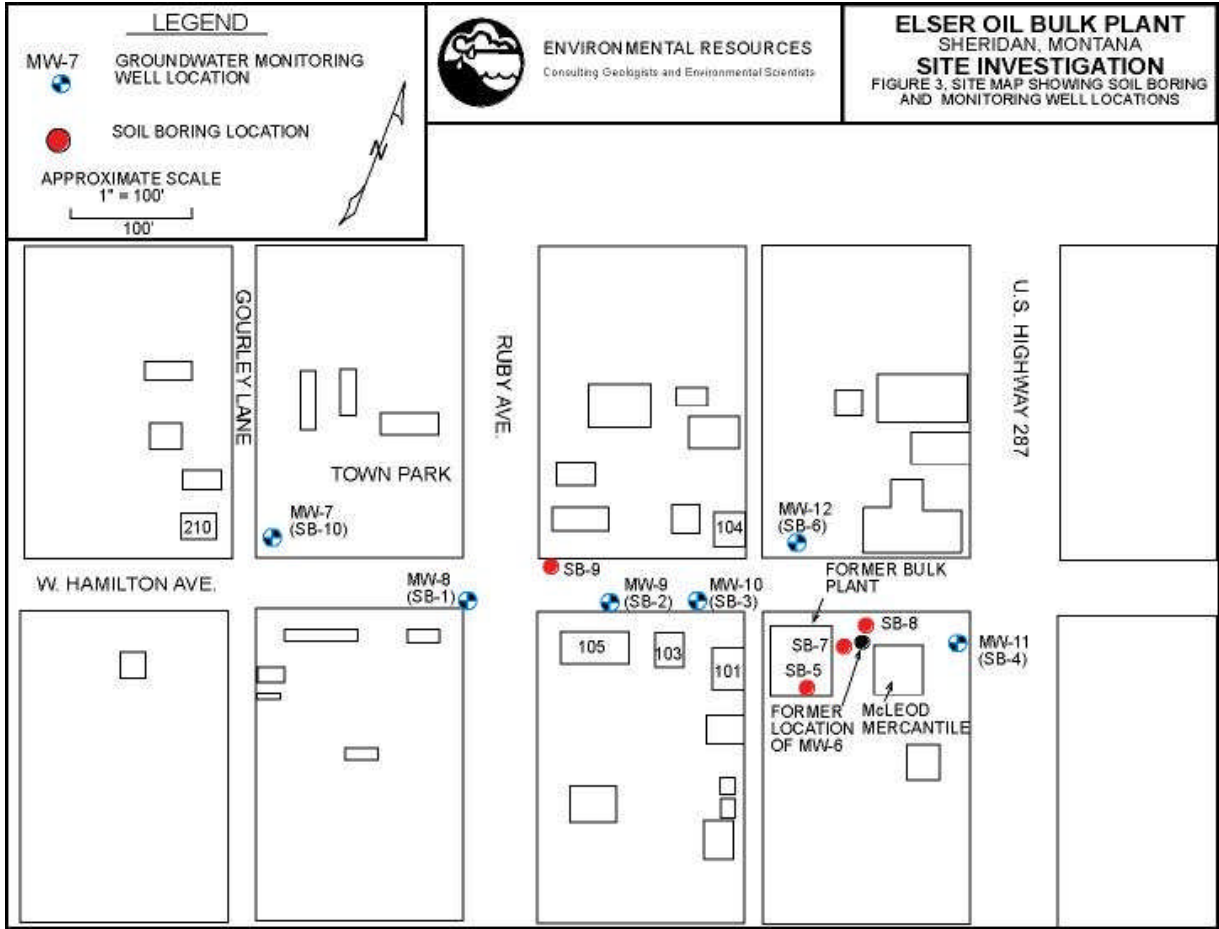 LEGEND
MW-7
GROUNDWATER MONITORING
WELL LOCATION
SOIL BORING LOCATION
APPROXIMATE SCALE
1" = 100'
100'
N
ENVIRONMENTAL RESOURCES
Consulting Geologists and Environmental Scientists
ELSER OIL BULK PLANT
SHERIDAN, MONTANA
SITE INVESTIGATION
FIGURE 3, SITE MAP SHOWING SOIL BORING
AND MONITORING WELL LOCATIONS
GOURLEY LANE
RUBY AVE.
U.S. HIGHWAY 287
TOWN PARK
210
MW-7
(SB-10)
104
MW-12
(SB-6)
W. HAMILTON AVE.
MW-8
(SB-1)
SB-9
MW-9
(SB-2)
MW-10
(SB-3)
FORMER BULK
PLANT
105
103
101
SB-7
SB-8
SB-5
MW-11
(SB-4)
FORMER
LOCATION
OF MW-6
McLEOD
MERCANTILE